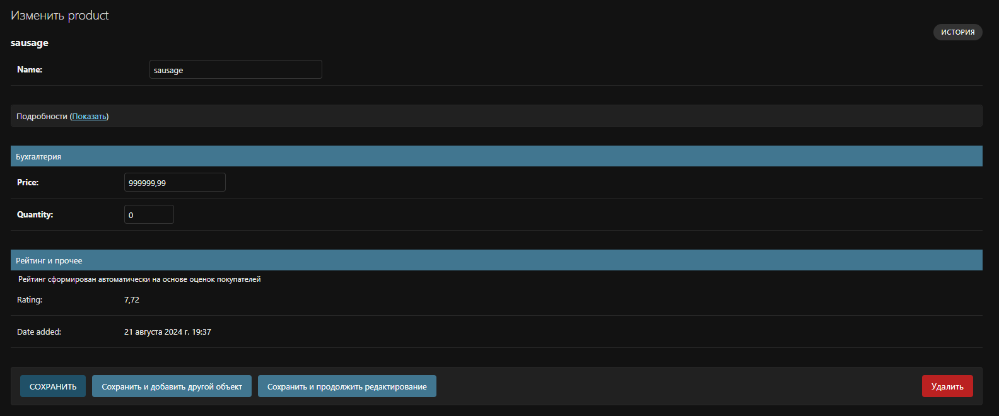 Изменить product
ИСТОРИЯ
sausage
Name: sausage
Подробности (Показать)
Бухгалтерия
Price: 999999,99
Quantity: 0
Рейтинг и прочее
Рейтинг сформирован автоматически на основе оценок покупателей
Rating: 7,72
Date added: 21 августа 2024 г. 19:37
СОХРАНИТЬ Сохранить и добавить другой объект Сохранить и продолжить редактирование Удалить